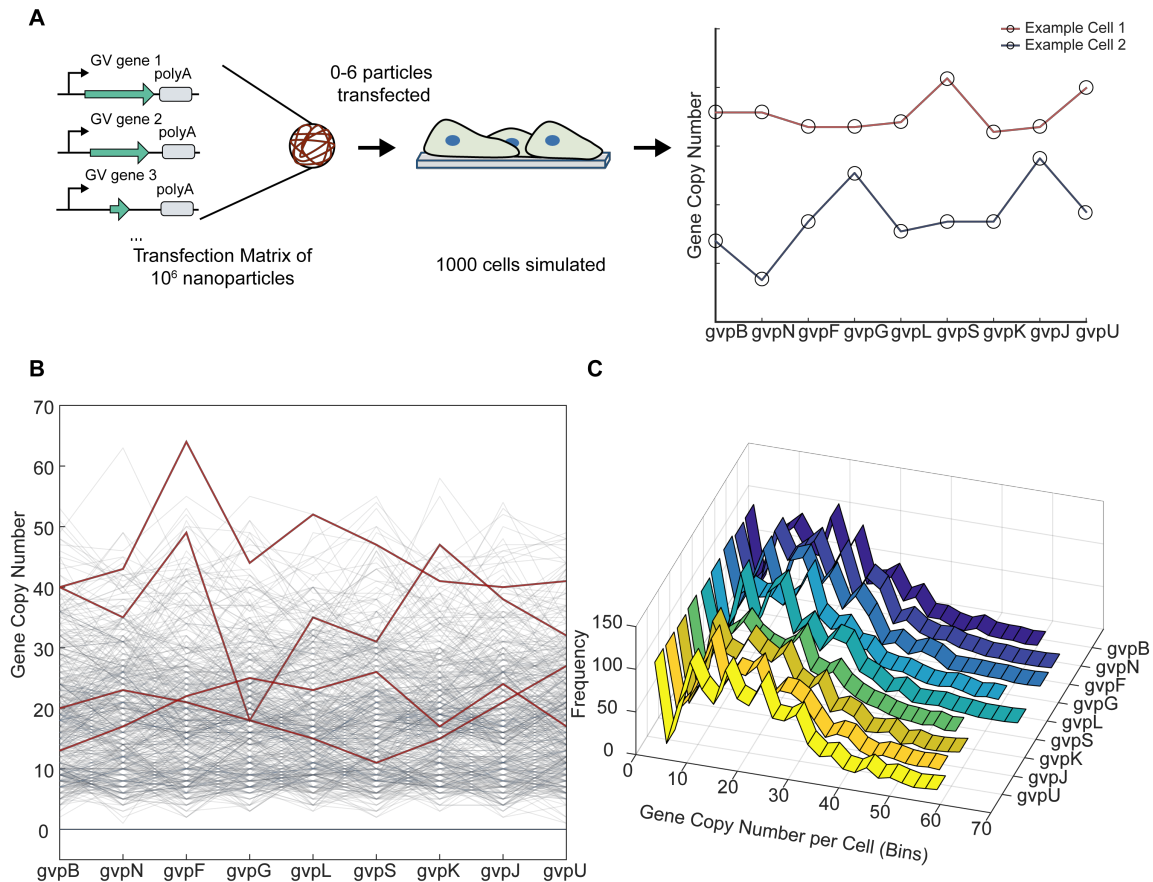 A
GV gene 1
polyA
GV gene 2
polyA
GV gene 3
polyA
...
Transfection Matrix of
10⁶ nanoparticles
0-6 particles
transfected
1000 cells simulated
Example Cell 1
Example Cell 2
Gene Copy Number
gvpB gvpN gvpF gvpG gvpL gvpS gvpK gvpJ gvpU
B
70
60
50
40
30
20
10
0
Gene Copy Number
gvpB gvpN gvpF gvpG gvpL gvpS gvpK gvpJ gvpU
C
150
100
50
0
Frequency
0 10 20 30 40 50 60 70
Gene Copy Number per Cell (Bins)
gvpB
gvpN
gvpF
gvpG
gvpL
gvpS
gvpK
gvpJ
gvpU